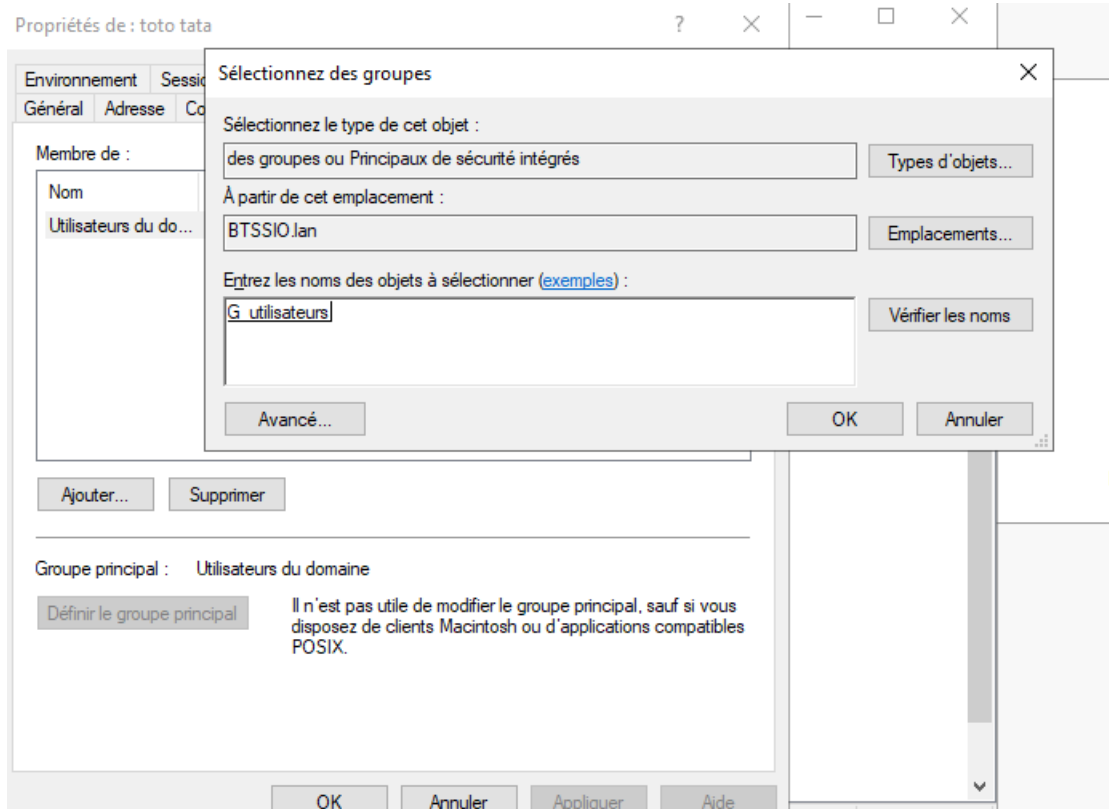 Propriétés de : toto tata
?
Environnement
Général Adresse
Membre de :
Nom
Utilisateurs du do...
Ajouter... Supprimer
Groupe principal : Utilisateurs du domaine
Définir le groupe principal
Il n'est pas utile de modifier le groupe principal, sauf si vous
disposez de clients Macintosh ou d'applications compatibles
POSIX.
OK Annuler Appliquer Aide
Sélectionnez des groupes
Sélectionnez le type de cet objet :
des groupes ou Principaux de sécurité intégrés
Types d'objets...
À partir de cet emplacement :
BTSSIO.lan
Emplacements...
Entrez les noms des objets à sélectionner (exemples) :
G_utilisateurs
Vérifier les noms
Avancé...
OK Annuler